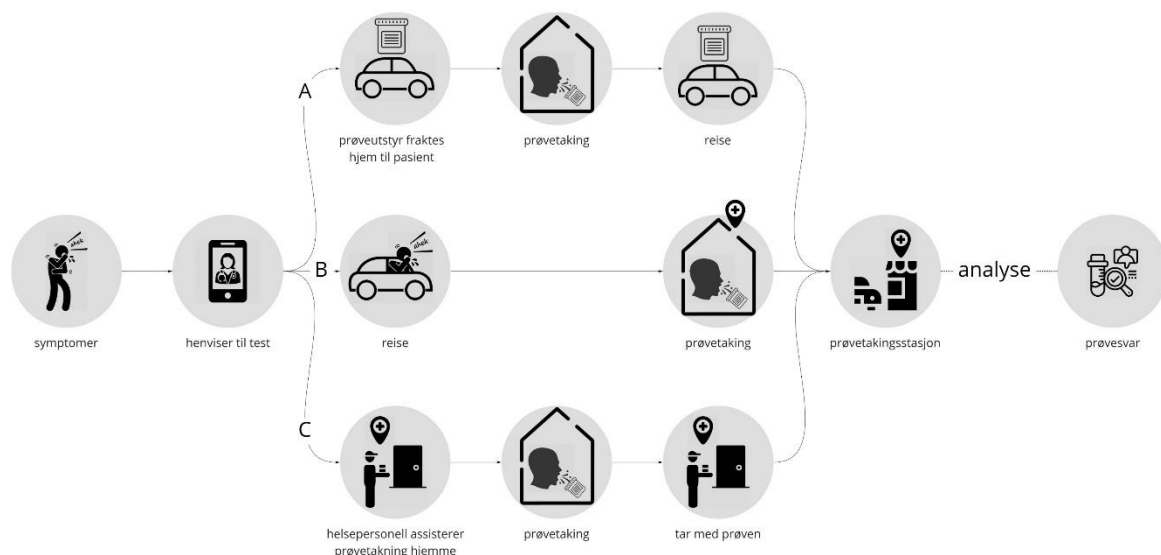 A
prøveutstyr fraktes
hjem til pasient
prøvetaking
reise
ahek
symptomer
henviser til test
B
ahek
reise
prøvetaking
prøvetakingsstasjon
analyse
prøvesvar
C
helsepersonell assisterer
prøvetakning hjemme
prøvetaking
tar med prøven